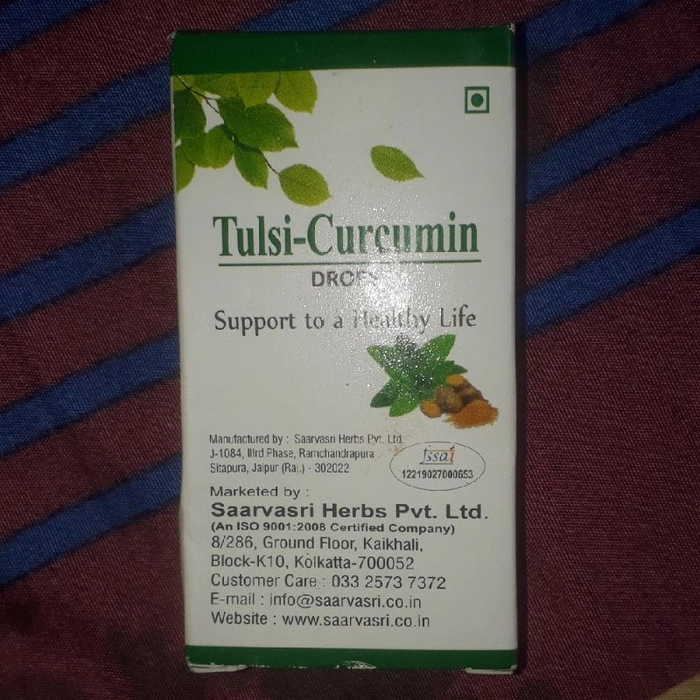 Tulsi-Curcumin
DROPS
Support to a Healthy Life
Manufactured by : Saarvasri Herbs Pvt. Ltd.
J-1084, IIIrd Phase, Ramchandrapura
Sitapura, Jaipur (Raj.) - 302022
fssai
12219027000653
Marketed by :
Saarvasri Herbs Pvt. Ltd.
(An ISO 9001:2008 Certified Company)
8/286, Ground Floor, Kaikhali,
Block-K10, Kolkatta-700052
Customer Care : 033 2573 7372
E-mail : info@saarvasri.co.in
Website : www.saarvasri.co.in